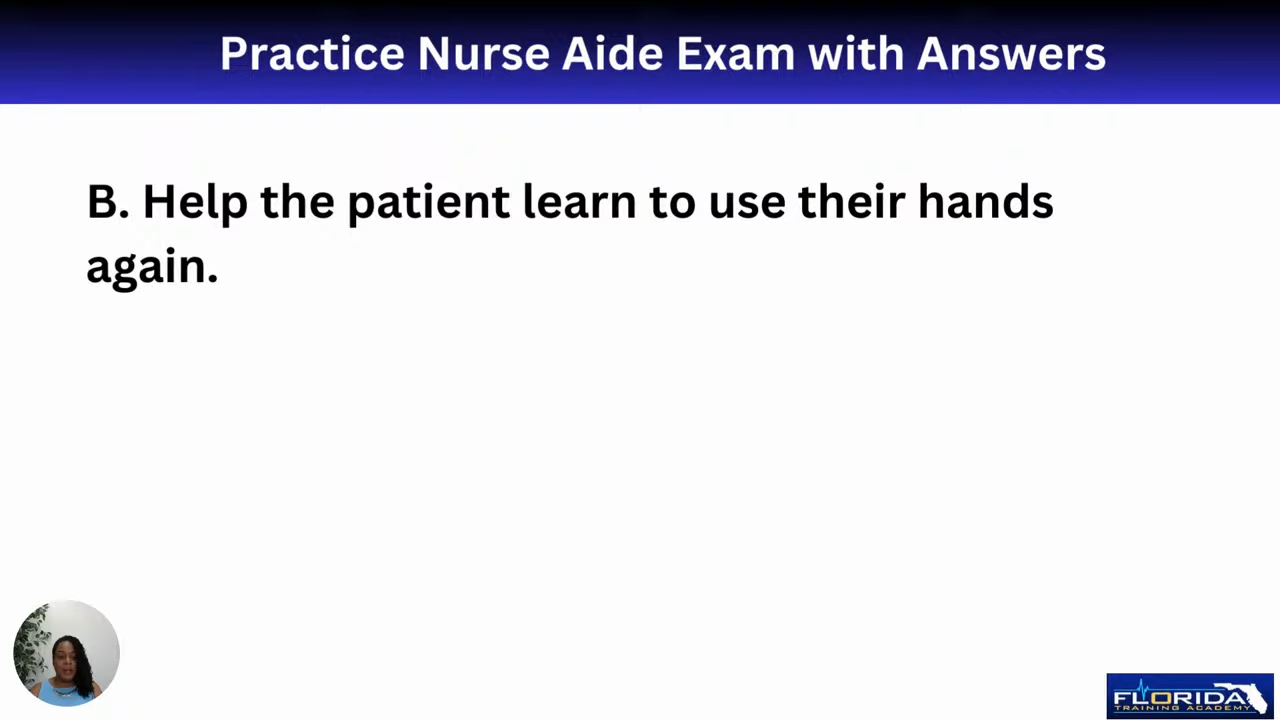 Practice Nurse Aide Exam with Answers
B. Help the patient learn to use their hands
again.
FLORIDA
TRAINING ACADEMY